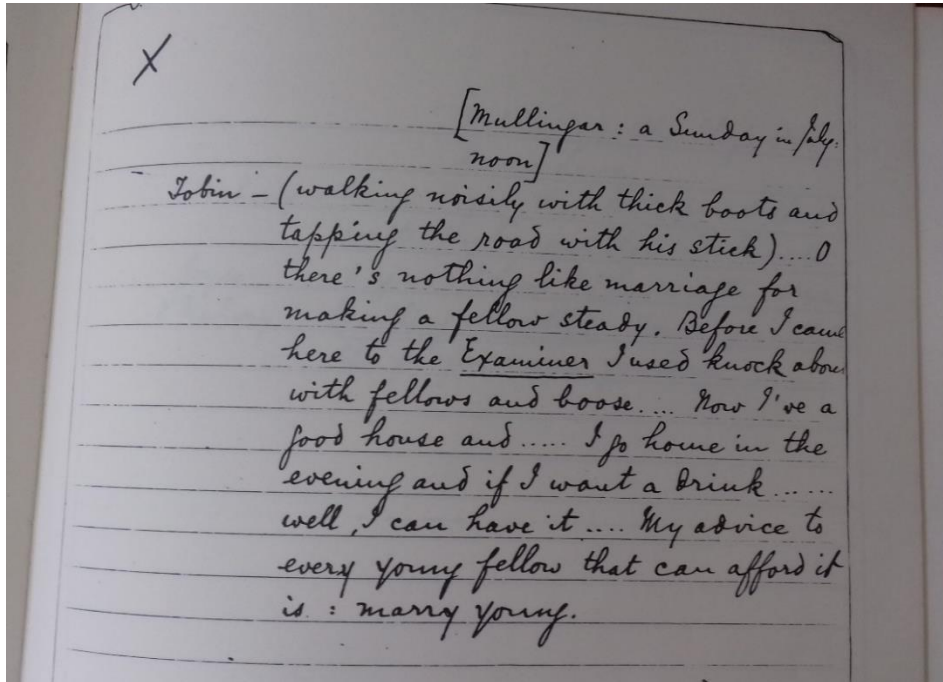 X
[Mullingar : a Sunday in July:
noon]
Tobin – (walking noisily with thick boots and
tapping the road with his stick).... O
there's nothing like marriage for
making a fellow steady. Before I came
here to the Examiner I used knock abou
with fellows and boose.... Now I've a
good house and ..... I go home in the
evening and if I want a drink ......
well, I can have it .... My advice to
every young fellow that can afford it
is : marry young.